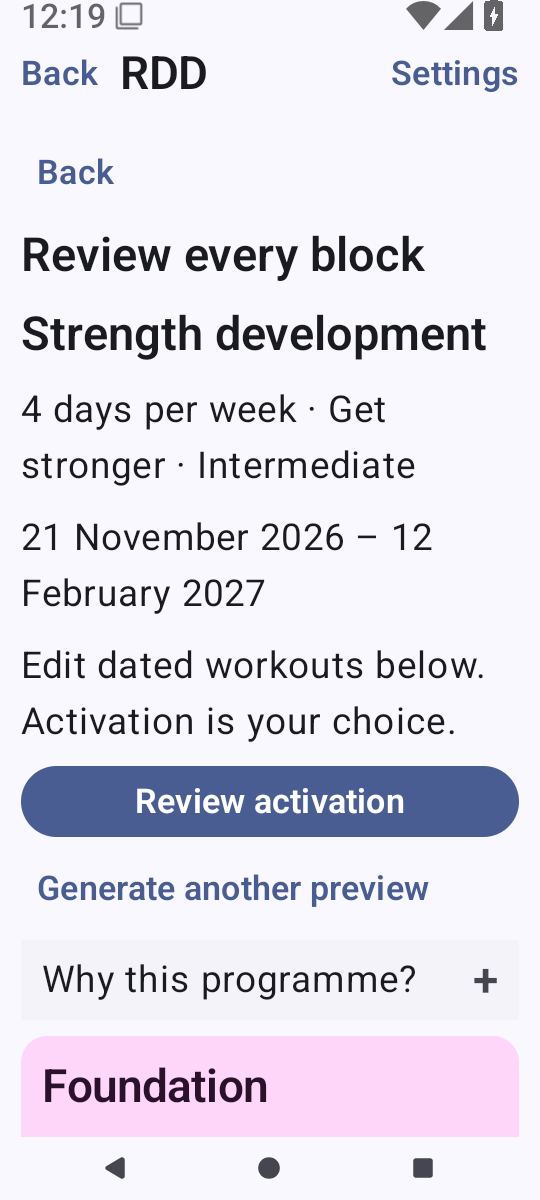 12:19
Back RDD Settings
Back
Review every block
Strength development
4 days per week · Get
stronger · Intermediate
21 November 2026 – 12
February 2027
Edit dated workouts below.
Activation is your choice.
Review activation
Generate another preview
Why this programme? +
Foundation